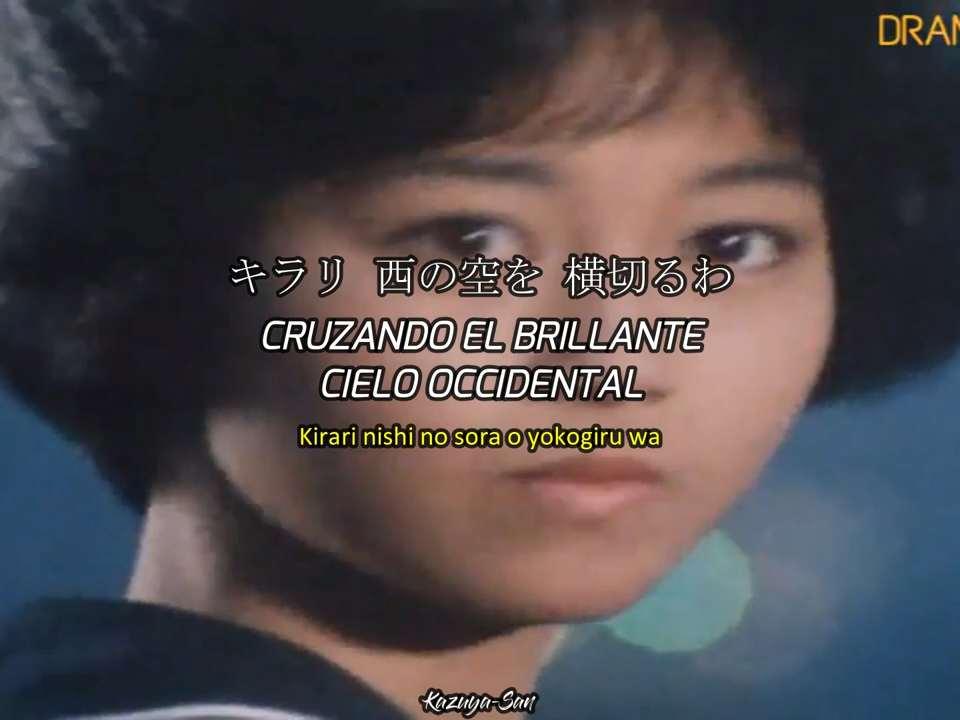 DRAM
キラリ 西の空を 横切るわ
CRUZANDO EL BRILLANTE
CIELO OCCIDENTAL
Kirari nishi no sora o yokogiru wa
Kazuya-San